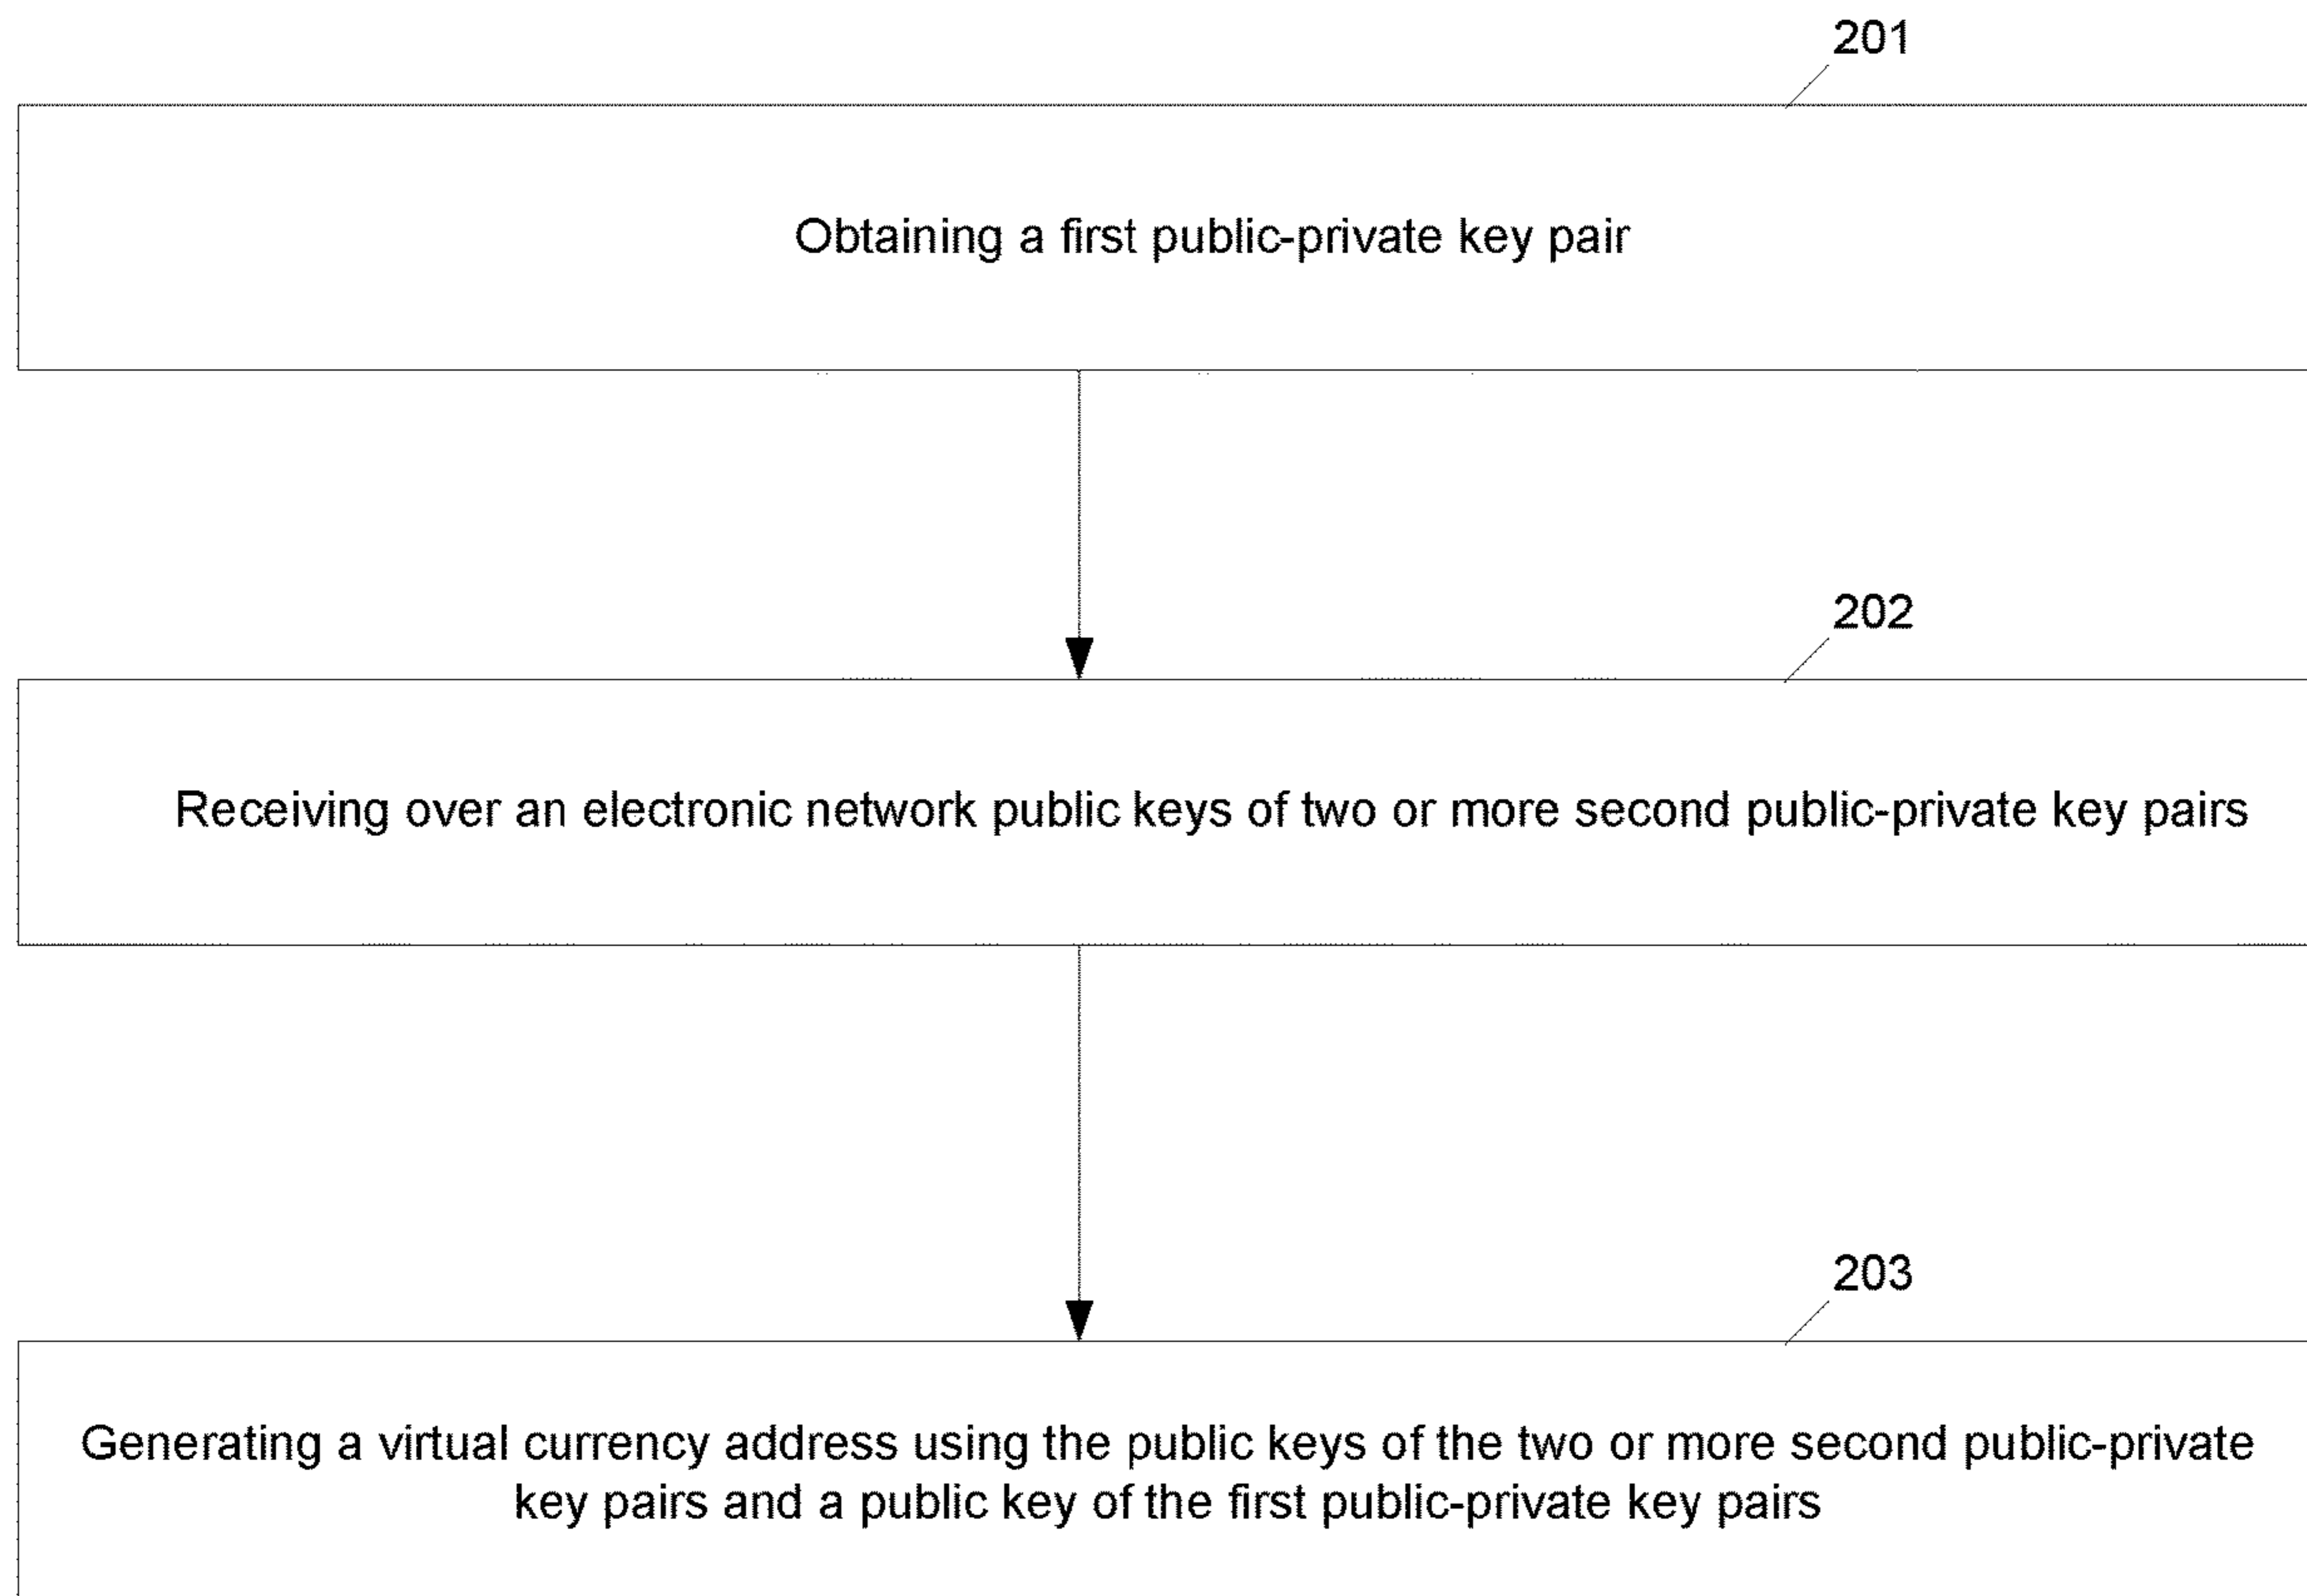 201
Obtaining a first public-private key pair
202
Receiving over an electronic network public keys of two or more second public-private key pairs
203
Generating a virtual currency address using the public keys of the two or more second public-private
key pairs and a public key of the first public-private key pairs